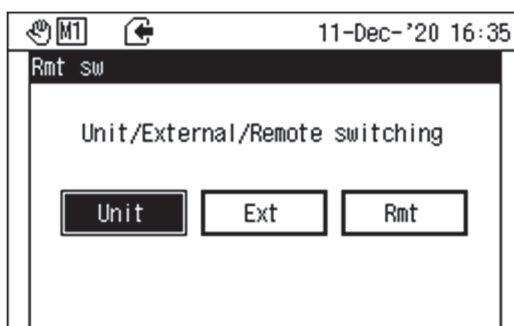 M1 11-Dec-'20 16:35
Rmt sw
Unit/External/Remote switching
Unit Ext Rmt